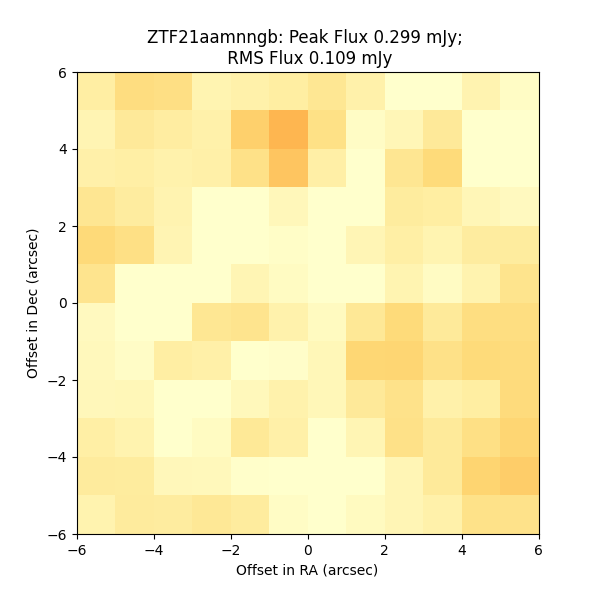 ZTF21aamnngb: Peak Flux 0.299 mJy;
RMS Flux 0.109 mJy
6
4
2
0
−2
−4
−6
Offset in Dec (arcsec)
−6 −4 −2 0 2 4 6
Offset in RA (arcsec)